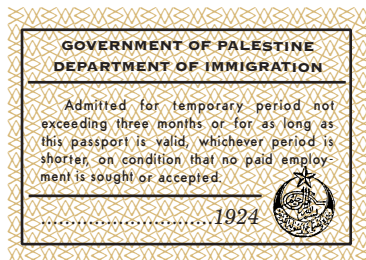 GOVERNMENT OF PALESTINE
DEPARTMENT OF IMMIGRATION
Admitted for temporary period not
exceeding three months or for as long as
this passport is valid, whichever period is
shorter, on condition that no paid employ-
ment is sought or accepted.
............................1924